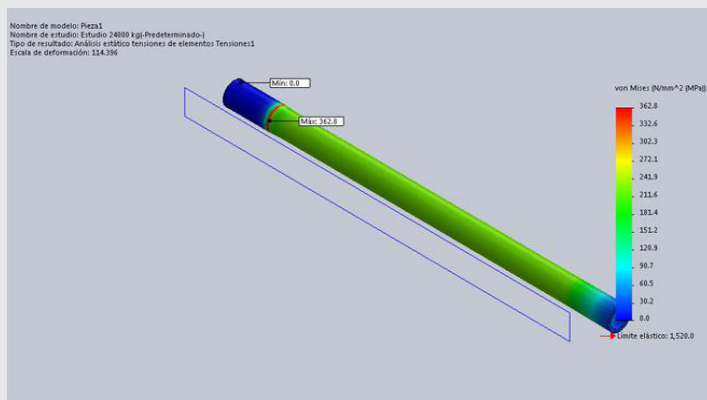 Nombre de modelo: Pieza1
Nombre de estudio: Estudio 24000 kg(-Predeterminado-)
Tipo de resultado: Análisis estático tensiones de elementos Tensiones1
Escala de deformación: 114.396
Mín: 0.0
Máx: 362.8
von Mises (N/mm^2 (MPa))
362.8
332.6
302.3
272.1
241.9
211.6
181.4
151.2
120.9
90.7
60.5
30.2
0.0
Límite elástico: 1,520.0